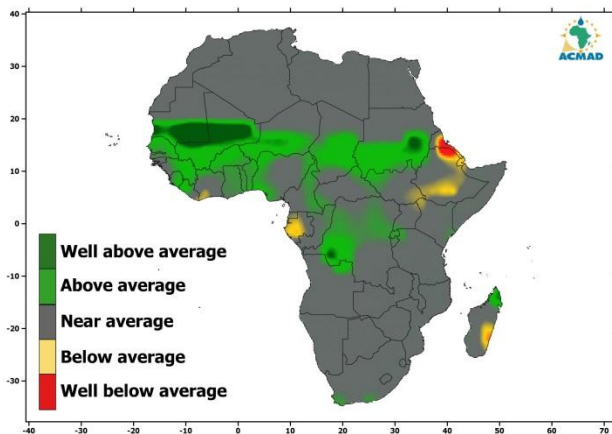 40
30
20
10
0
-10
-20
-30
ACMAD
Well above average
Above average
Near average
Below average
Well below average
-40 -30 -20 -10 0 10 20 30 40 50 60 70